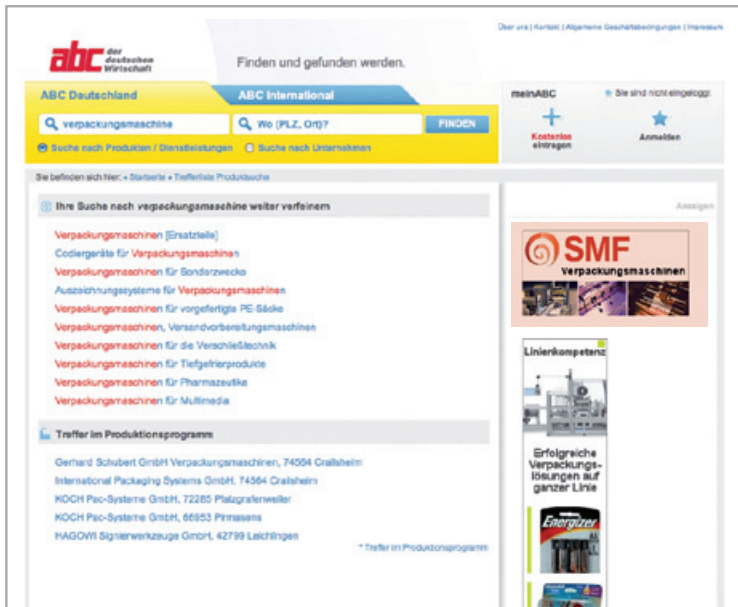 Über uns | Kontakt | Allgemeine Geschäftsbedingungen | Impressum
abc der deutschen Wirtschaft
Finden und gefunden werden.
ABC Deutschland
ABC International
verpackungsmaschine
Wo (PLZ, Ort)?
FINDEN
Suche nach Produkten / Dienstleistungen
Suche nach Unternehmen
meinABC
Sie sind nicht eingeloggt
Kostenlos
eintragen
Anmelden
Sie befinden sich hier: » Startseite » Trefferliste Produktsuche
Ihre Suche nach verpackungsmaschine weiter verfeinern
Verpackungsmaschinen [Ersatzteile]
Codiergeräte für Verpackungsmaschinen
Verpackungsmaschinen für Sonderzwecke
Auszeichnungssysteme für Verpackungsmaschinen
Verpackungsmaschinen für vorgefertigte PE-Säcke
Verpackungsmaschinen, Versandvorbereitungsmaschinen
Verpackungsmaschinen für die Verschließtechnik
Verpackungsmaschinen für Tiefgefrierprodukte
Verpackungsmaschinen für Pharmazeutika
Verpackungsmaschinen für Multimedia
Treffer im Produktionsprogramm
Gerhard Schubert GmbH Verpackungsmaschinen, 74564 Crailsheim
International Packaging Systems GmbH, 74564 Crailsheim
KOCH Pac-Systeme GmbH, 72285 Pfalzgrafenweiler
KOCH Pac-Systeme GmbH, 66953 Pirmasens
HAGOWI Signierwerkzeuge GmbH, 42799 Leichlingen
* Treffer im Produktionsprogramm
Anzeigen
SMF
Verpackungsmaschinen
Linienkompetenz
Erfolgreiche
Verpackungs-
lösungen auf
ganzer Linie
Energizer